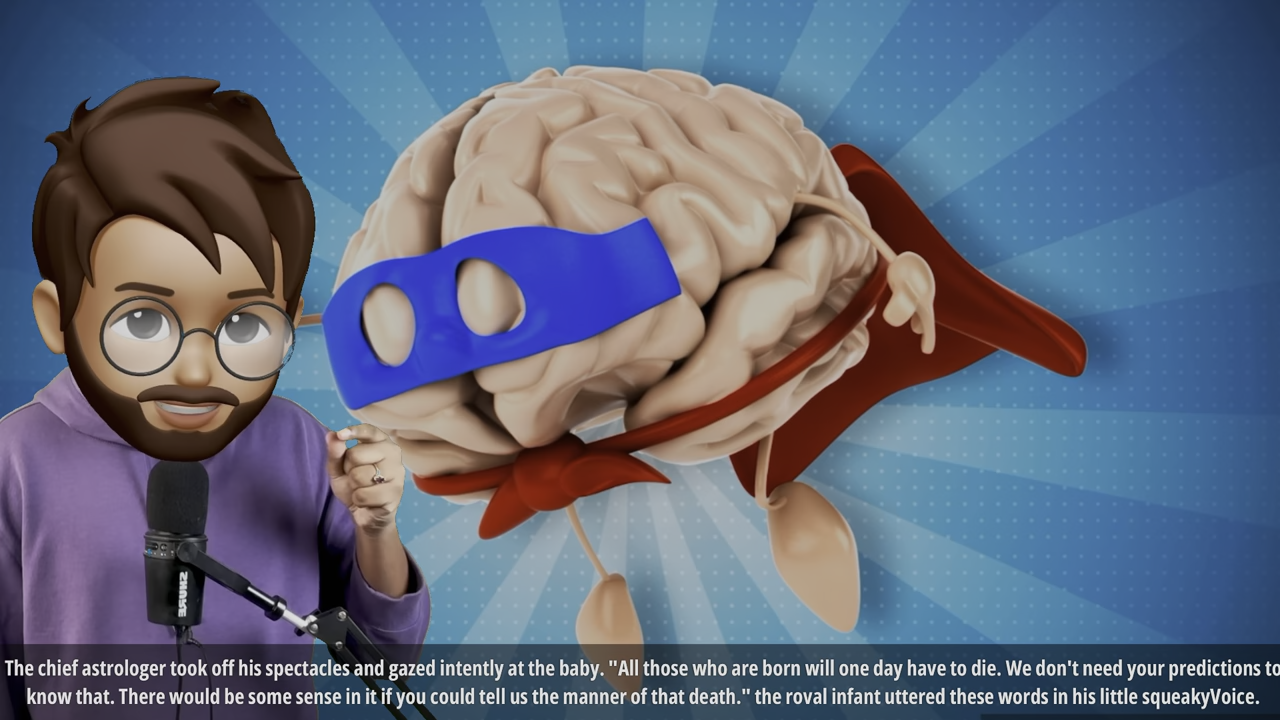 SHURE
The chief astrologer took off his spectacles and gazed intently at the baby. "All those who are born will one day have to die. We don't need your predictions to
know that. There would be some sense in it if you could tell us the manner of that death." the roval infant uttered these words in his little squeakyVoice.